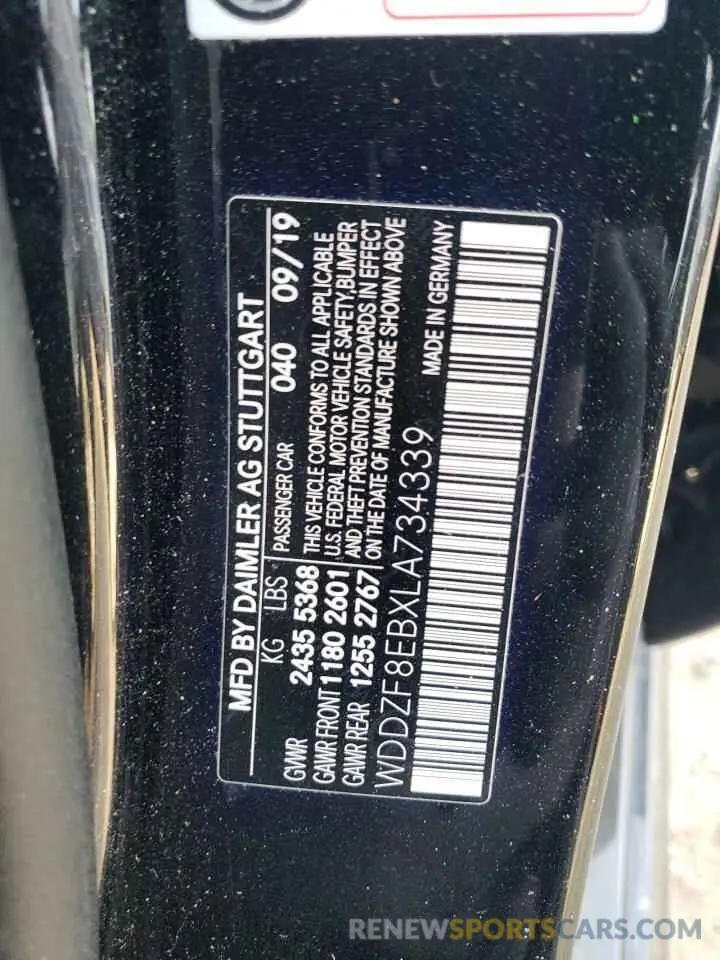 MFD BY DAIMLER AG STUTTGART
KG LBS PASSENGER CAR 040 09/19
GVWR 2435 5368
GAWR FRONT 1180 2601
GAWR REAR 1255 2767
THIS VEHICLE CONFORMS TO ALL APPLICABLE
U.S. FEDERAL MOTOR VEHICLE SAFETY,BUMPER
AND THEFT PREVENTION STANDARDS IN EFFECT
ON THE DATE OF MANUFACTURE SHOWN ABOVE
WDDZF8EBXLA734339
MADE IN GERMANY
RENEWSPORTSCARS.COM